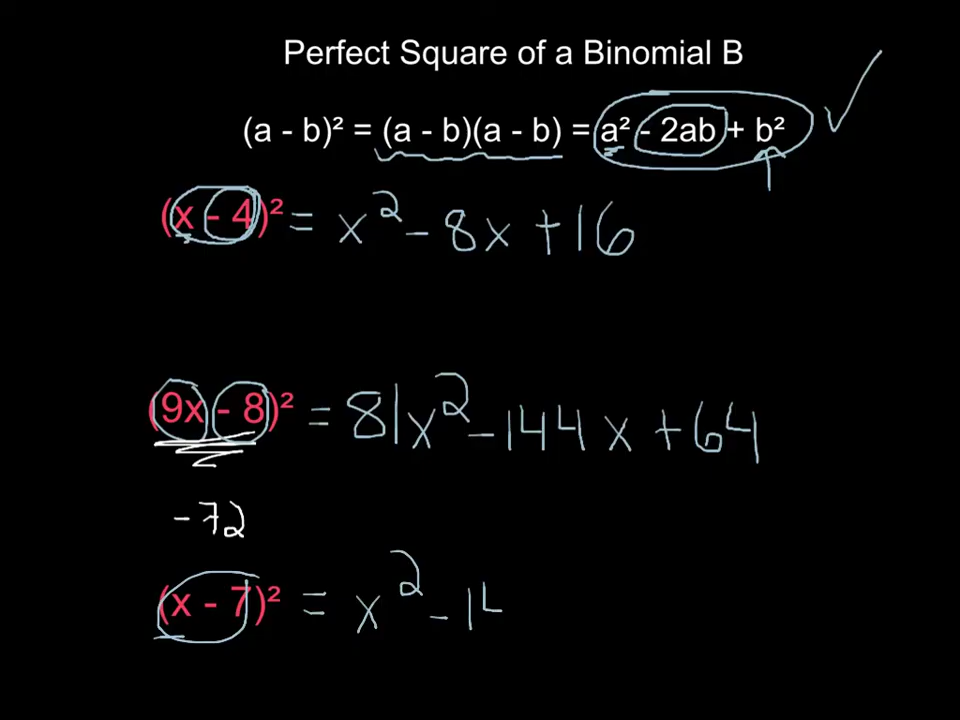 Perfect Square of a Binomial B
(a - b)² = (a - b)(a - b) = a² - 2ab + b²
(x - 4)² = x² - 8x + 16
(9x - 8)² = 81x² - 144x + 64
-72
(x - 7)² = x² - 14